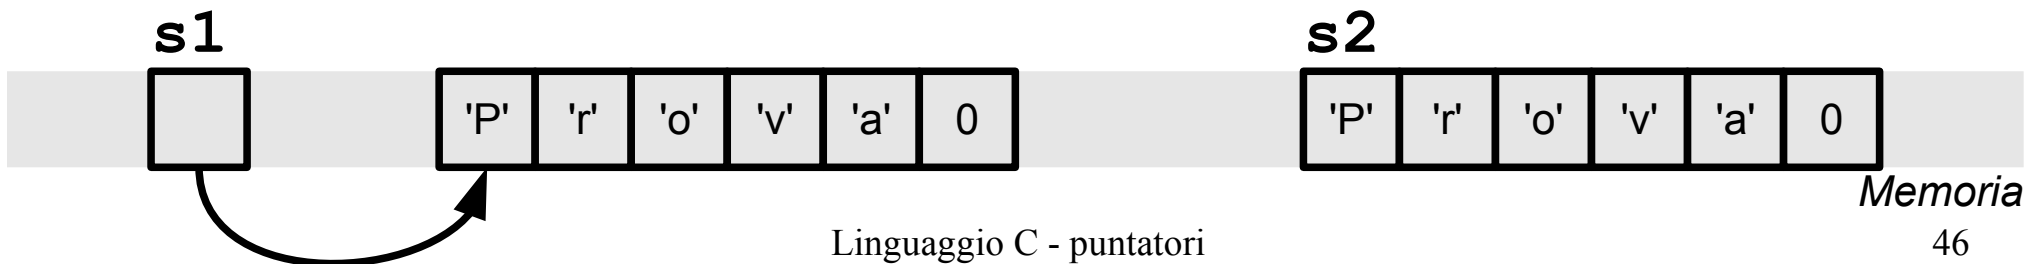 s1 s2
'P' 'r' 'o' 'v' 'a' 0 'P' 'r' 'o' 'v' 'a' 0
Memoria
Linguaggio C - puntatori 46